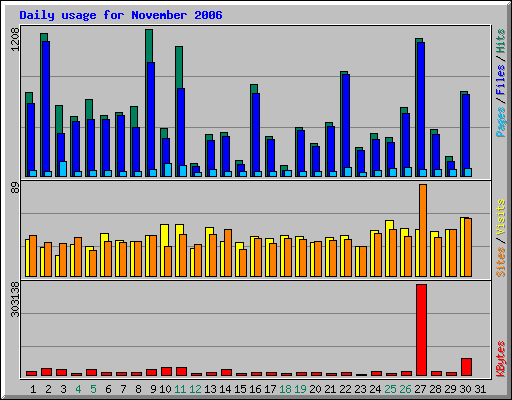 Daily usage for November 2006
1208
Pages / Files / Hits
89
Sites / Visits
303138
KBytes
1 2 3 4 5 6 7 8 9 10 11 12 13 14 15 16 17 18 19 20 21 22 23 24 25 26 27 28 29 30 31